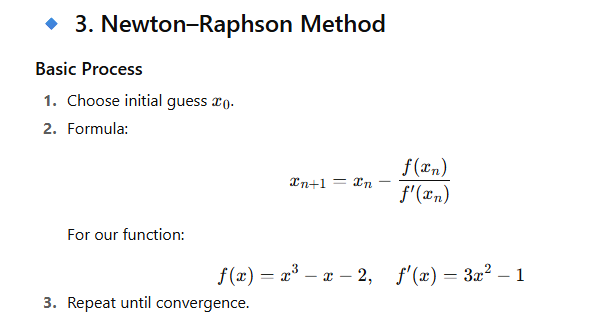 3. Newton–Raphson Method
Basic Process
1. Choose initial guess x₀.
2. Formula:
xₙ₊₁ = xₙ − f(xₙ) / f′(xₙ)
For our function:
f(x) = x³ − x − 2, f′(x) = 3x² − 1
3. Repeat until convergence.